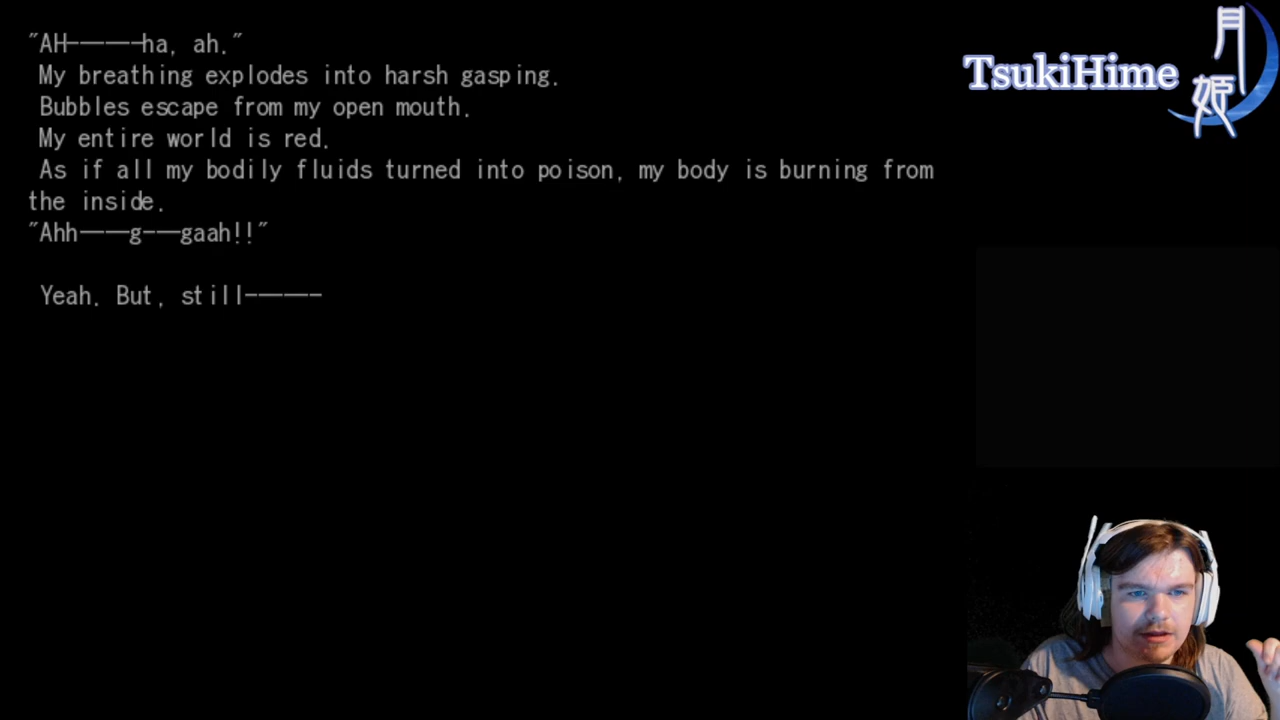 "AH─────ha, ah."
My breathing explodes into harsh gasping.
Bubbles escape from my open mouth.
My entire world is red.
As if all my bodily fluids turned into poison, my body is burning from
the inside.
"Ahh───g──gaah!!"
Yeah. But, still─────
TsukiHime
月姫